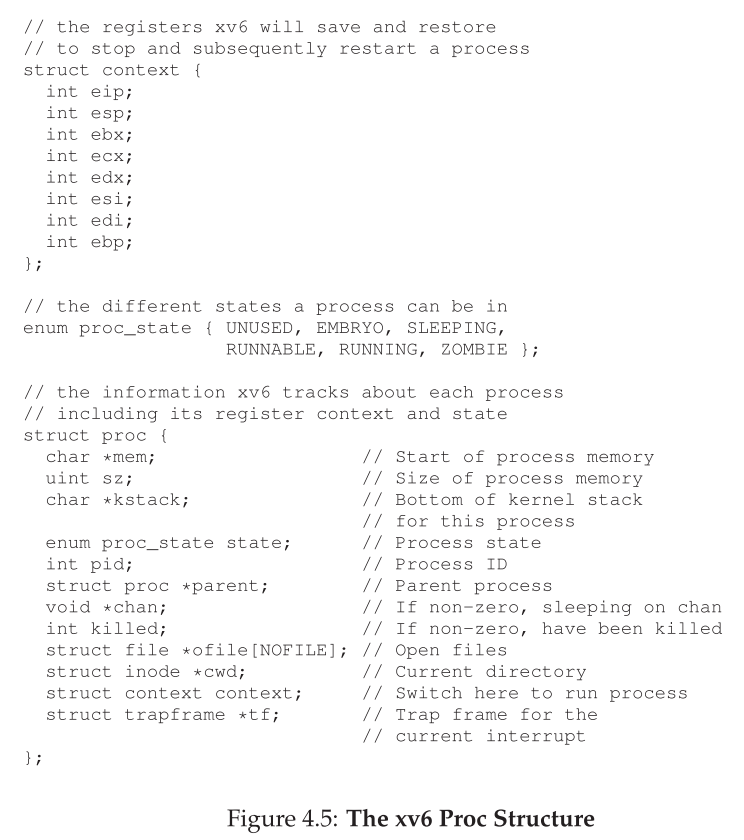 // the registers xv6 will save and restore
// to stop and subsequently restart a process
struct context {
  int eip;
  int esp;
  int ebx;
  int ecx;
  int edx;
  int esi;
  int edi;
  int ebp;
};

// the different states a process can be in
enum proc_state { UNUSED, EMBRYO, SLEEPING,
                  RUNNABLE, RUNNING, ZOMBIE };

// the information xv6 tracks about each process
// including its register context and state
struct proc {
  char *mem;                  // Start of process memory
  uint sz;                    // Size of process memory
  char *kstack;               // Bottom of kernel stack
                              // for this process
  enum proc_state state;      // Process state
  int pid;                    // Process ID
  struct proc *parent;        // Parent process
  void *chan;                 // If non-zero, sleeping on chan
  int killed;                 // If non-zero, have been killed
  struct file *ofile[NOFILE]; // Open files
  struct inode *cwd;          // Current directory
  struct context context;     // Switch here to run process
  struct trapframe *tf;       // Trap frame for the
                              // current interrupt
};

Figure 4.5: The xv6 Proc Structure